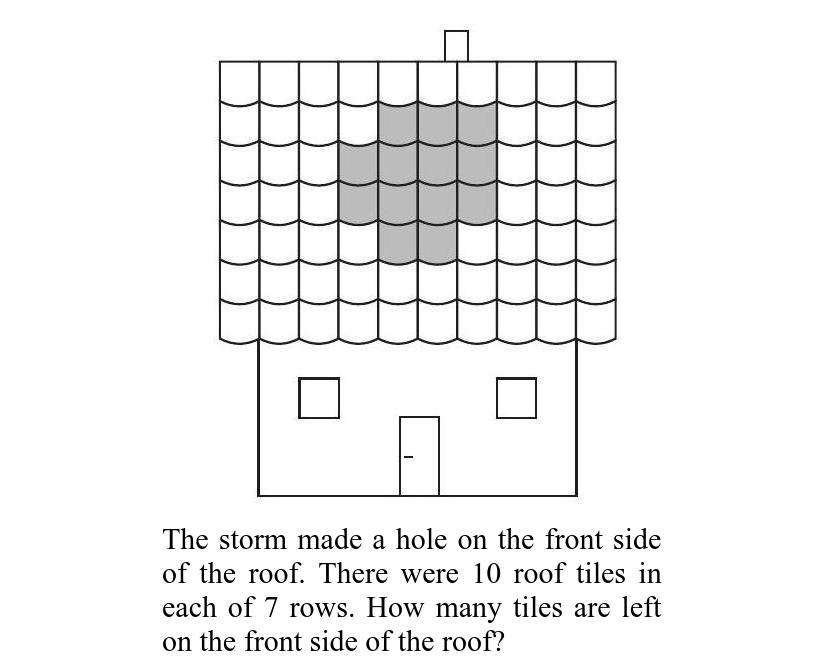 The storm made a hole on the front side
of the roof. There were 10 roof tiles in
each of 7 rows. How many tiles are left
on the front side of the roof?